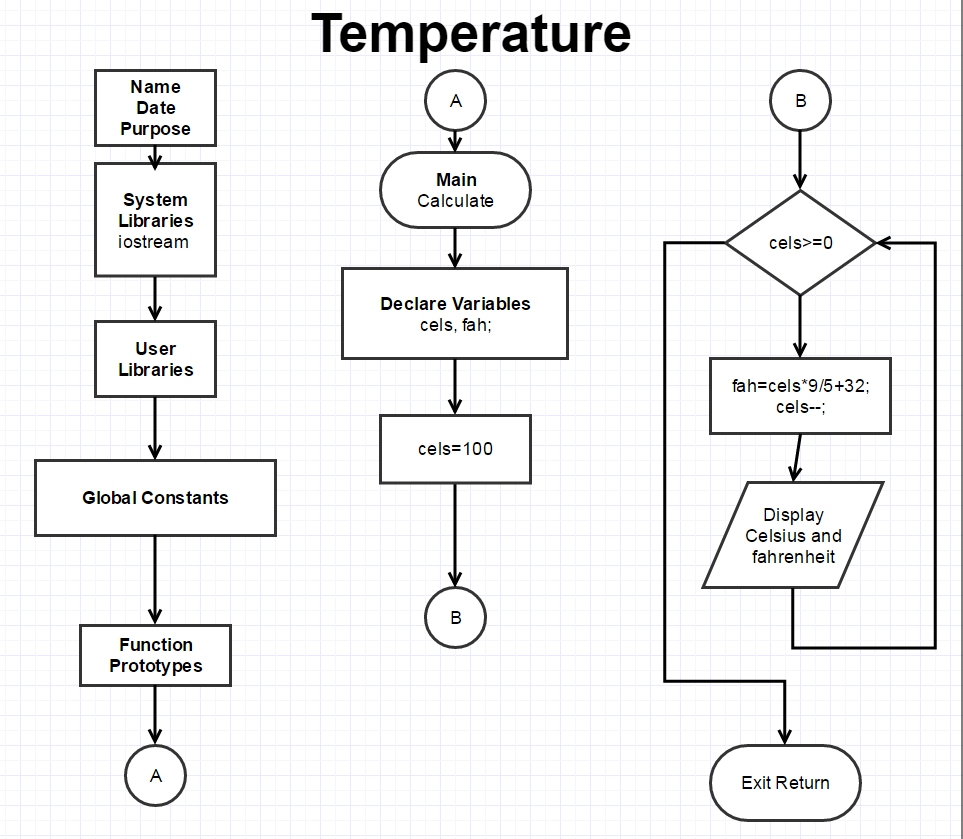 Temperature
Name
Date
Purpose
System
Libraries
iostream
User
Libraries
Global Constants
Function
Prototypes
A
A
Main
Calculate
Declare Variables
cels, fah;
cels=100
B
B
cels>=0
fah=cels*9/5+32;
cels--;
Display
Celsius and
fahrenheit
Exit Return